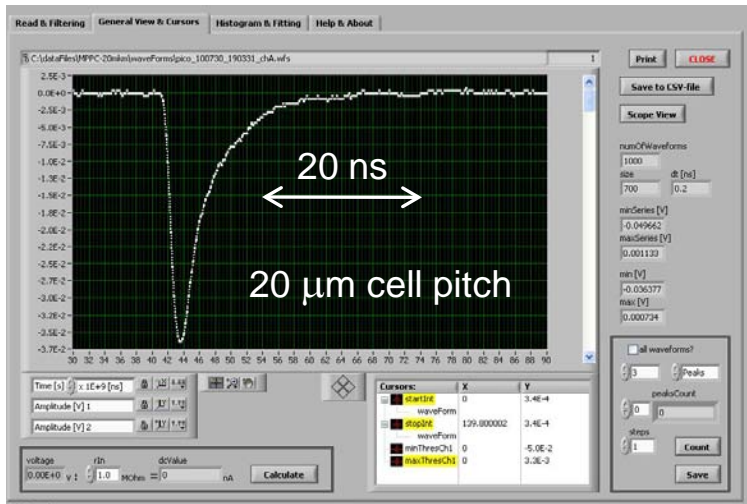 Read & Filtering General View & Cursors Histogram & Fitting Help & About
C:\dataFiles\MPPC-20mkm\waveForms\pico_100730_190331_chA.wfs 1
Print CLOSE
Save to CSV-file
Scope View
numOfWaveforms
1000
size dt [ns]
700 0.2
minSeries [V]
-0.049662
maxSeries [V]
0.001133
min [V]
-0.036377
max [V]
0.000734
all waveforms?
3 Peaks
peaksCount
0 0
steps
1 Count
Save
2.5E-3
0.0E+0
-2.5E-3
-5.0E-3
-7.5E-3
-1.0E-2
-1.2E-2
-1.5E-2
-1.8E-2
-2.0E-2
-2.2E-2
-2.5E-2
-2.7E-2
-3.0E-2
-3.2E-2
-3.5E-2
-3.7E-2
30 32 34 36 38 40 42 44 46 48 50 52 54 56 58 60 62 64 66 68 70 72 74 76 78 80 82 84 86 88 90
20 ns
20 μm cell pitch
Time [s] x 1E+9 [ns]
Amplitude [V] 1
Amplitude [V] 2
Cursors: X Y
startInt 0 3.4E-4
waveForm
stopInt 139.800002 3.4E-4
waveForm
minThresCh1 0 -5.0E-2
maxThresCh1 0 3.3E-3
voltage rIn dcValue
0.00E+0 V : 1.0 MOhm = 0 nA Calculate